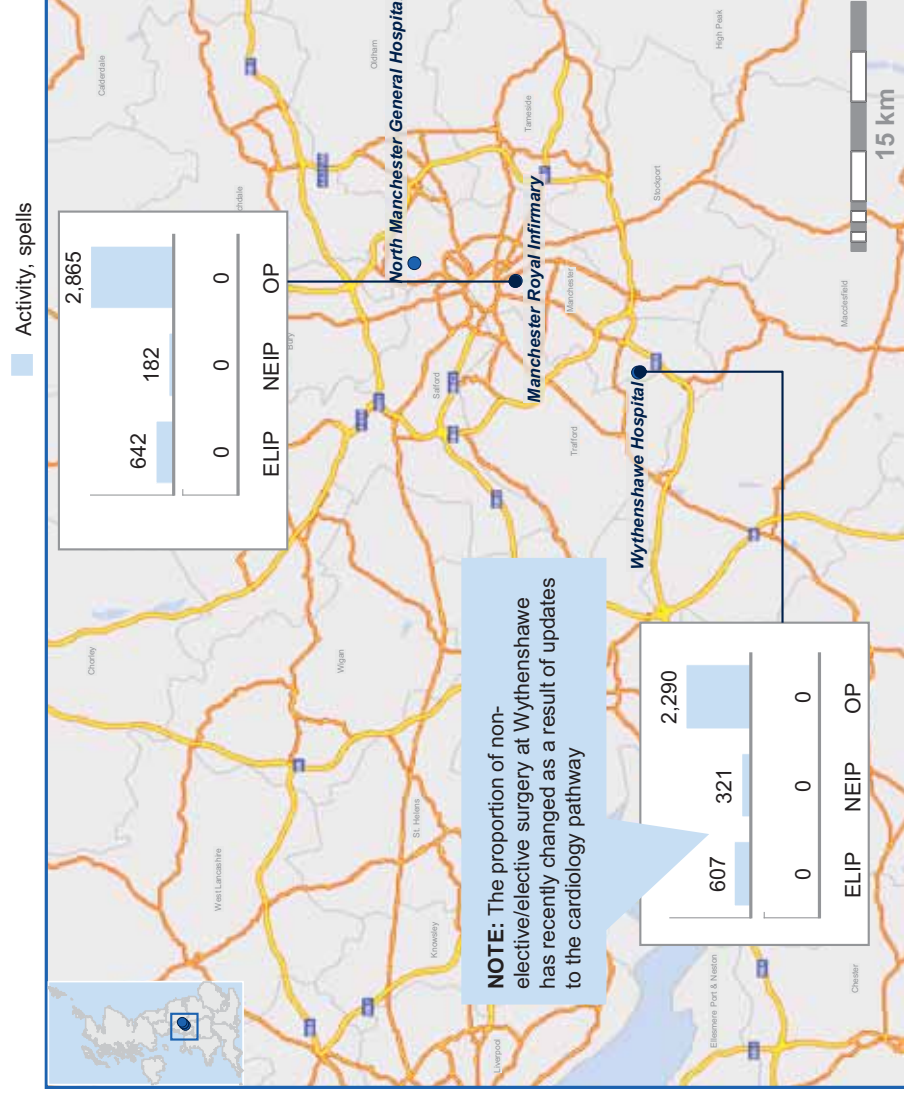 Activity, spells
2,865
642
182
0
0
0
ELIP
NEIP
OP
Calderdale
Oldham
High Peak
chdale
Bury
North Manchester General Hospita
Tameside
Chorley
Salford
Manchester Royal Infirmary
Manchester
Stockport
Wigan
Trafford
Wythenshawe Hospital
Macclesfield
West Lancashire
St. Helens
Knowsley
Liverpool
NOTE: The proportion of non-
elective/elective surgery at Wythenshawe
has recently changed as a result of updates
to the cardiology pathway
2,290
607
321
0
0
0
ELIP
NEIP
OP
Ellesmere Port & Neston
Chester
15 km